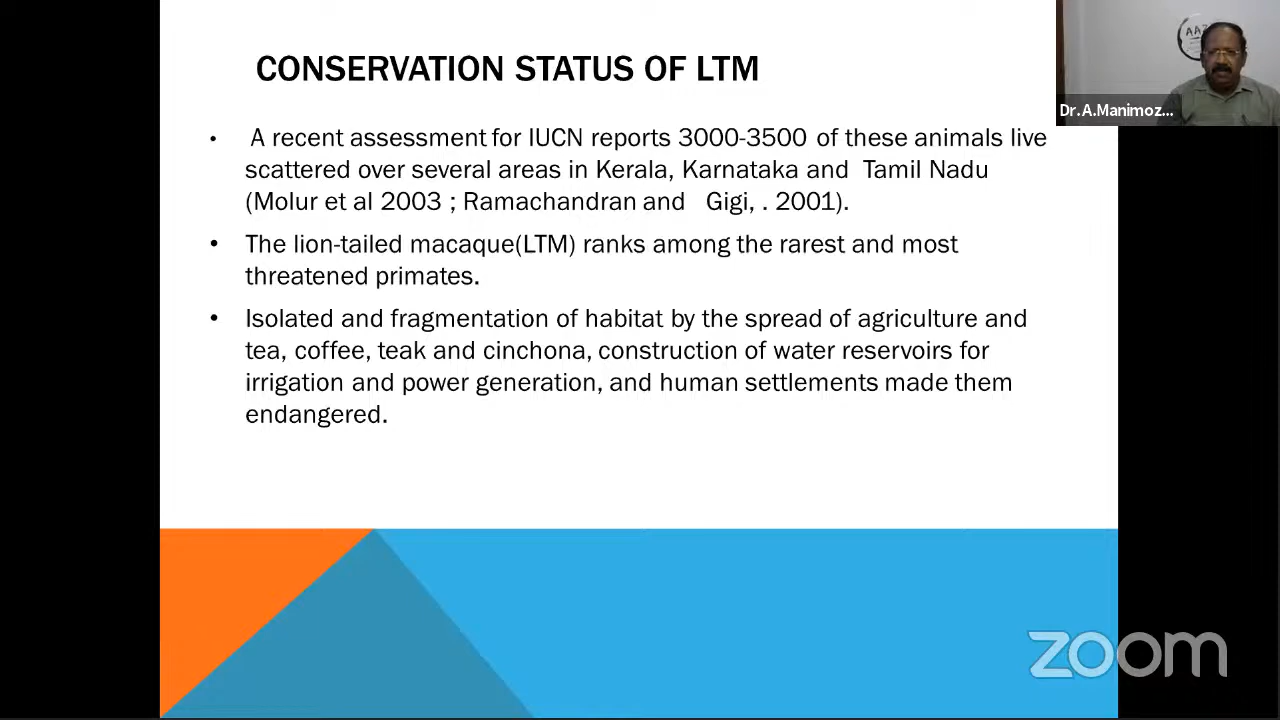 CONSERVATION STATUS OF LTM
• A recent assessment for IUCN reports 3000-3500 of these animals live
scattered over several areas in Kerala, Karnataka and Tamil Nadu
(Molur et al 2003 ; Ramachandran and Gigi, . 2001).
• The lion-tailed macaque(LTM) ranks among the rarest and most
threatened primates.
• Isolated and fragmentation of habitat by the spread of agriculture and
tea, coffee, teak and cinchona, construction of water reservoirs for
irrigation and power generation, and human settlements made them
endangered.
Dr.A.Manimoz...
zoom